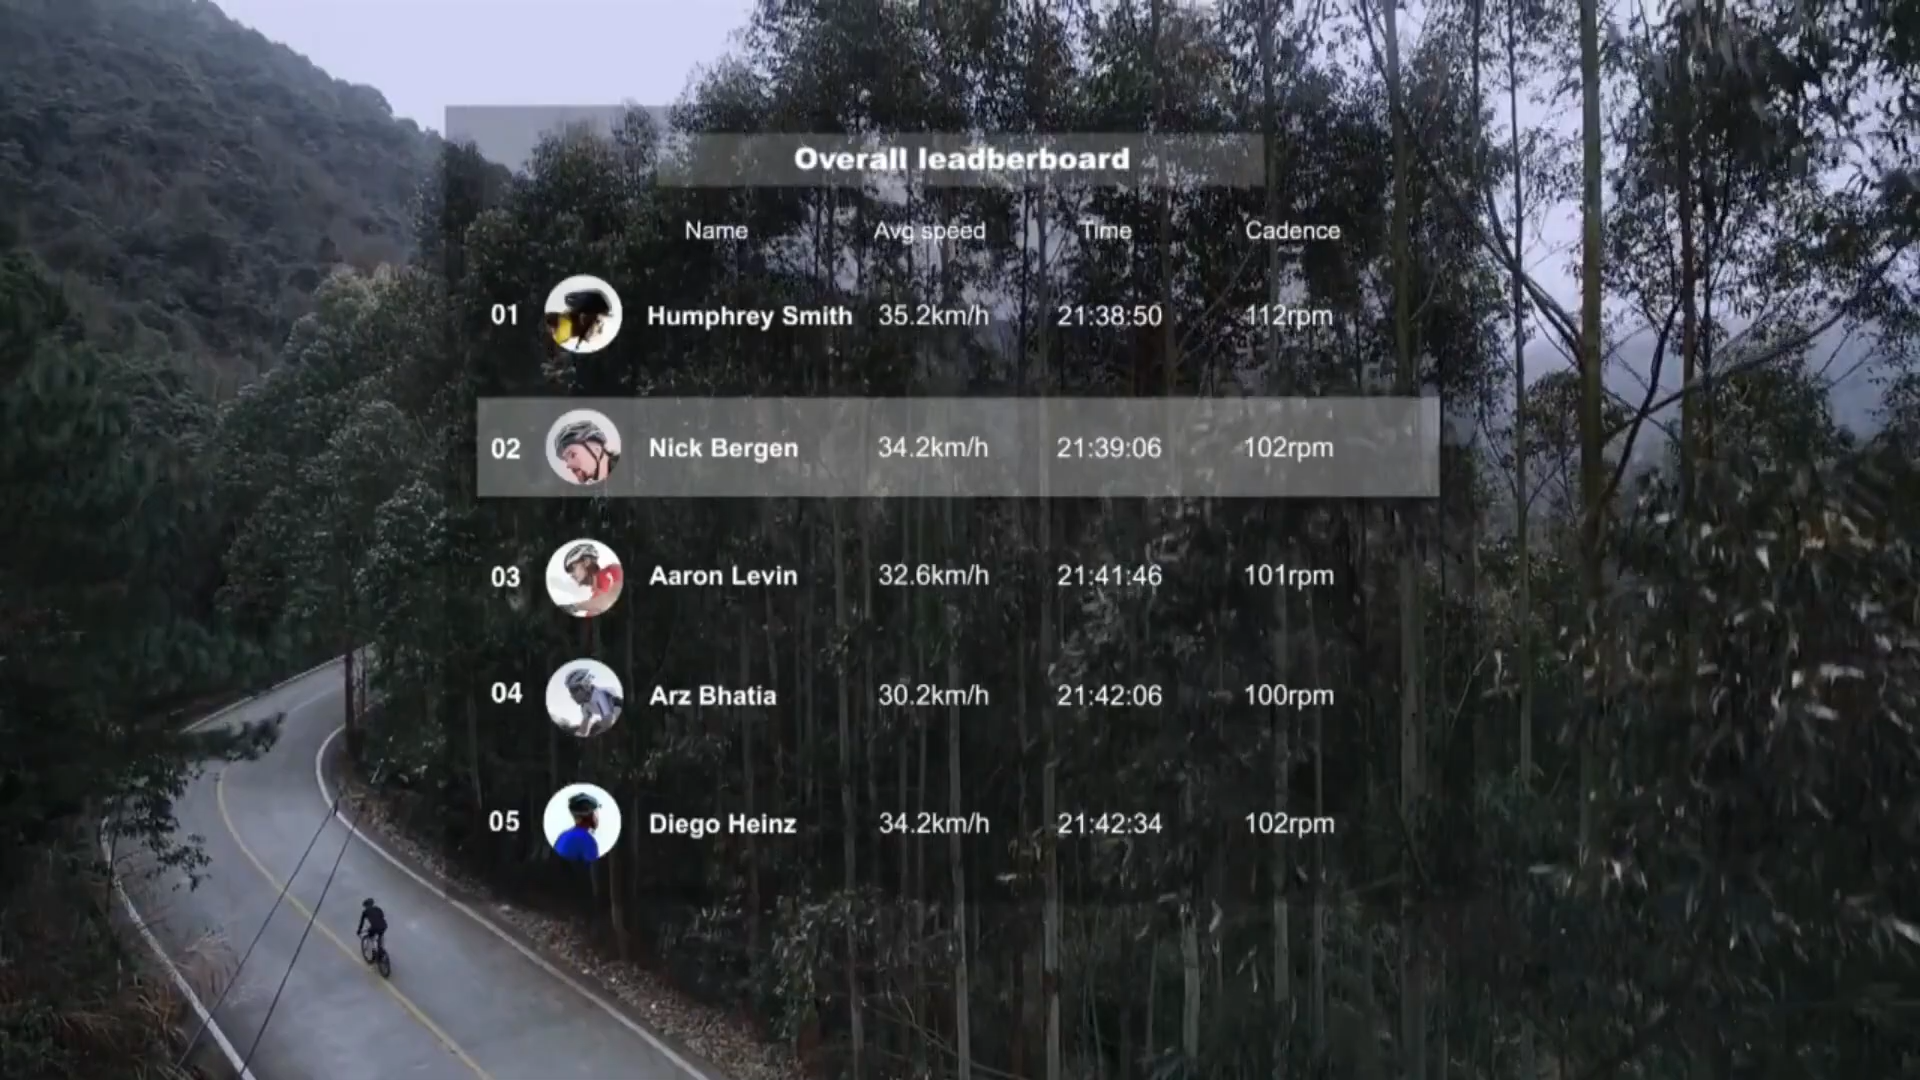 Overall leadberboard
Name Avg speed Time Cadence
01 Humphrey Smith 35.2km/h 21:38:50 112rpm
02 Nick Bergen 34.2km/h 21:39:06 102rpm
03 Aaron Levin 32.6km/h 21:41:46 101rpm
04 Arz Bhatia 30.2km/h 21:42:06 100rpm
05 Diego Heinz 34.2km/h 21:42:34 102rpm